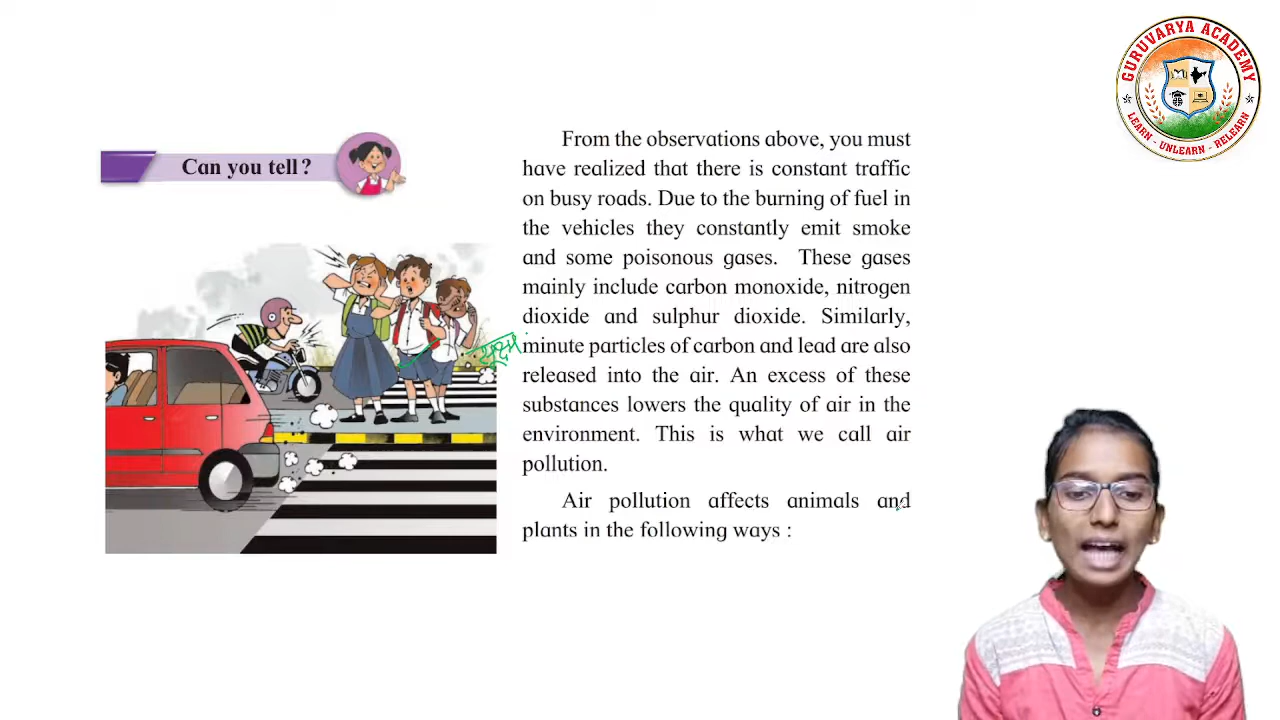 GURUVARYA ACADEMY
LEARN - UNLEARN - RELEARN
Can you tell?
From the observations above, you must
have realized that there is constant traffic
on busy roads. Due to the burning of fuel in
the vehicles they constantly emit smoke
and some poisonous gases. These gases
mainly include carbon monoxide, nitrogen
dioxide and sulphur dioxide. Similarly,
सूक्ष्म
minute particles of carbon and lead are also
released into the air. An excess of these
substances lowers the quality of air in the
environment. This is what we call air
pollution.
Air pollution affects animals and
plants in the following ways :